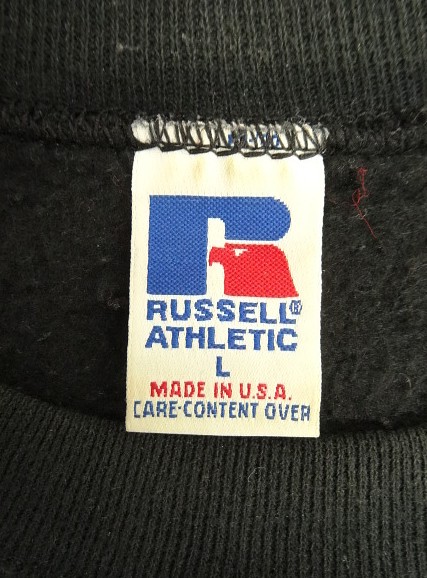 RUSSELL®
ATHLETIC
L
MADE IN U.S.A.
CARE-CONTENT OVER